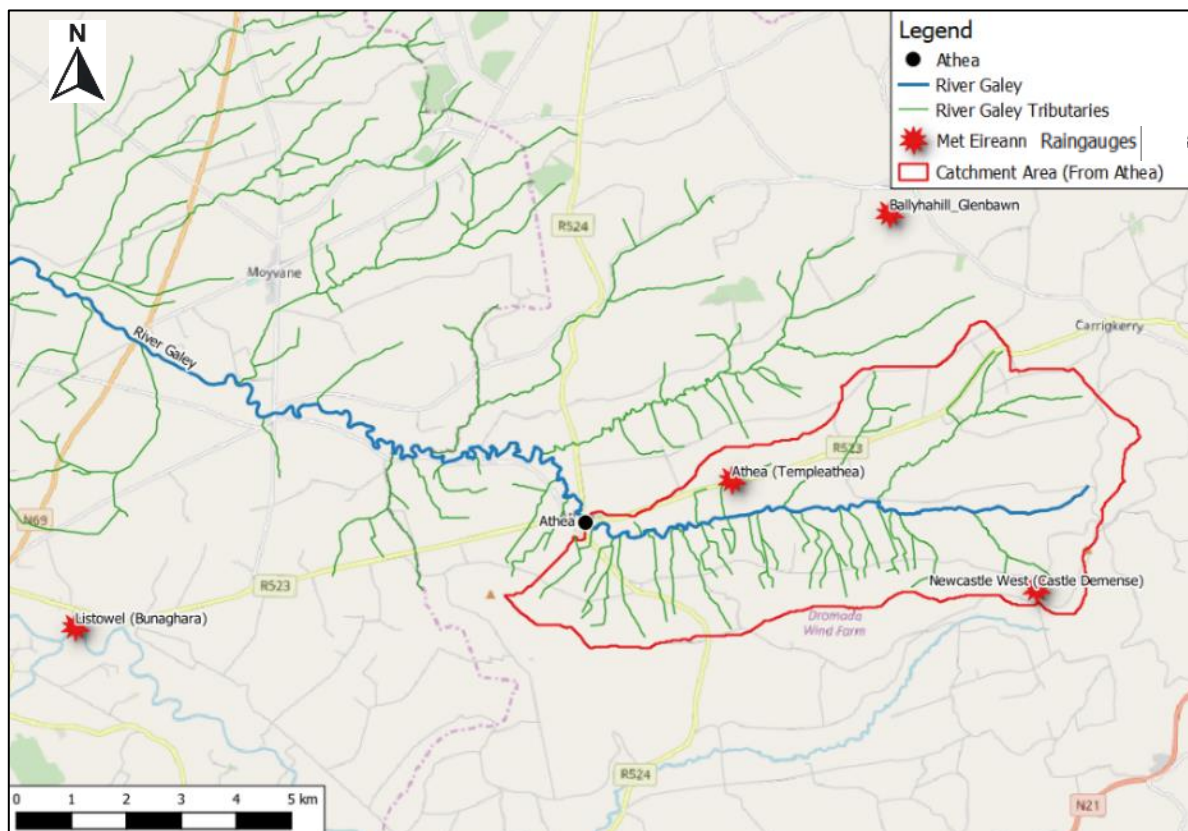 N
Legend
Athea
River Galey
River Galey Tributaries
Met Eireann Raingauges
Catchment Area (From Athea)
Ballyhahill_Glenbawn
R524
Moyvane
River Galey
Carrigkerry
R523
Athea (Templeathea)
N69
Athea
R523
Newcastle West (Castle Demense)
Listowel (Bunaghara)
Dromada
Wind Farm
R524
0 1 2 3 4 5 km
N21